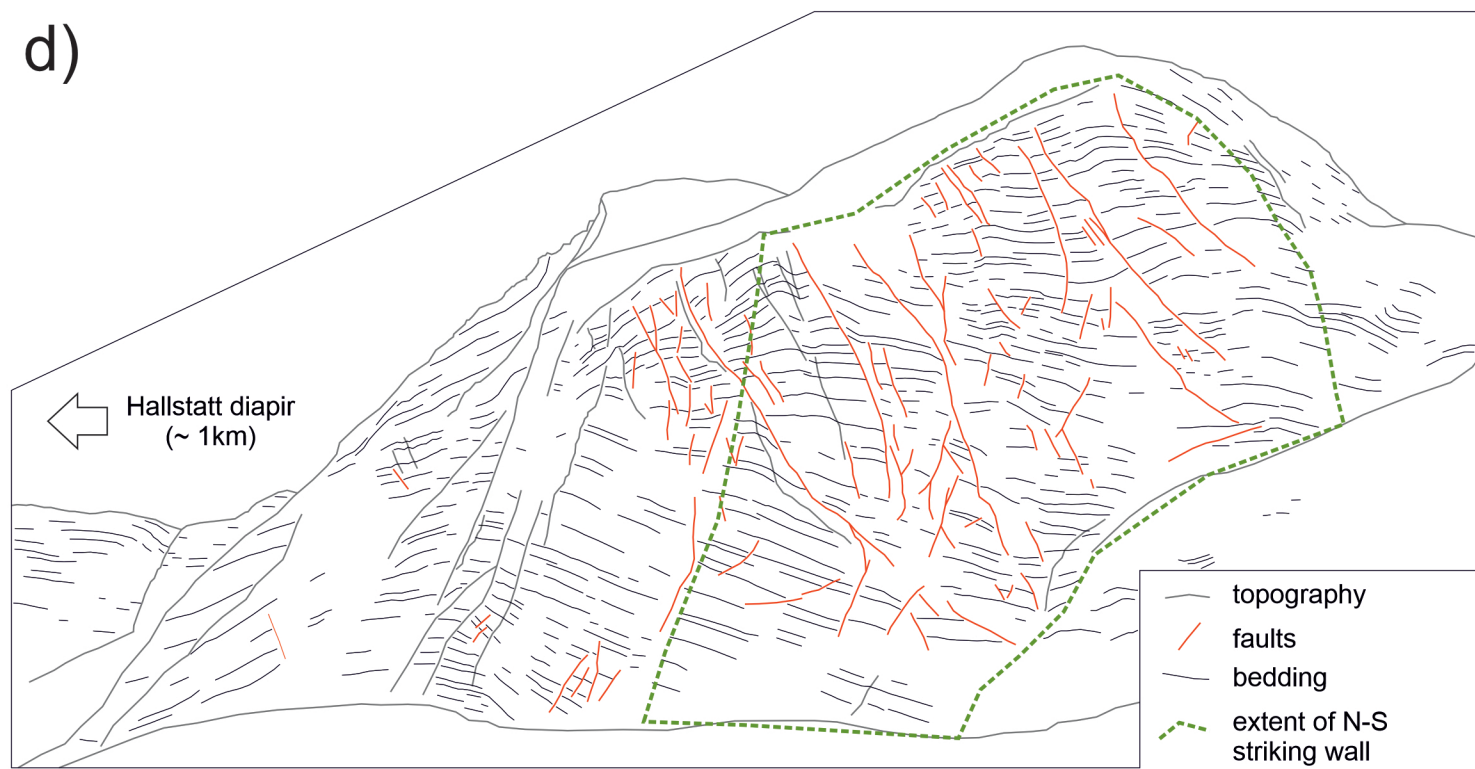 d)
Hallstatt diapir
(~ 1km)
topography
faults
bedding
extent of N-S
striking wall